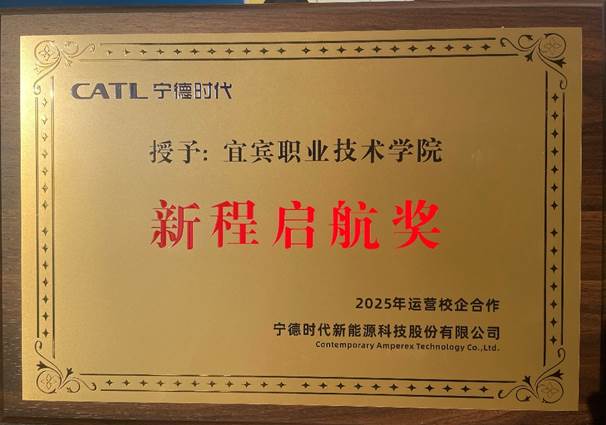 CATL 宁德时代
授予: 宜宾职业技术学院
新程启航奖
2025年运营校企合作
宁德时代新能源科技股份有限公司
Contemporary Amperex Technology Co.,Ltd.